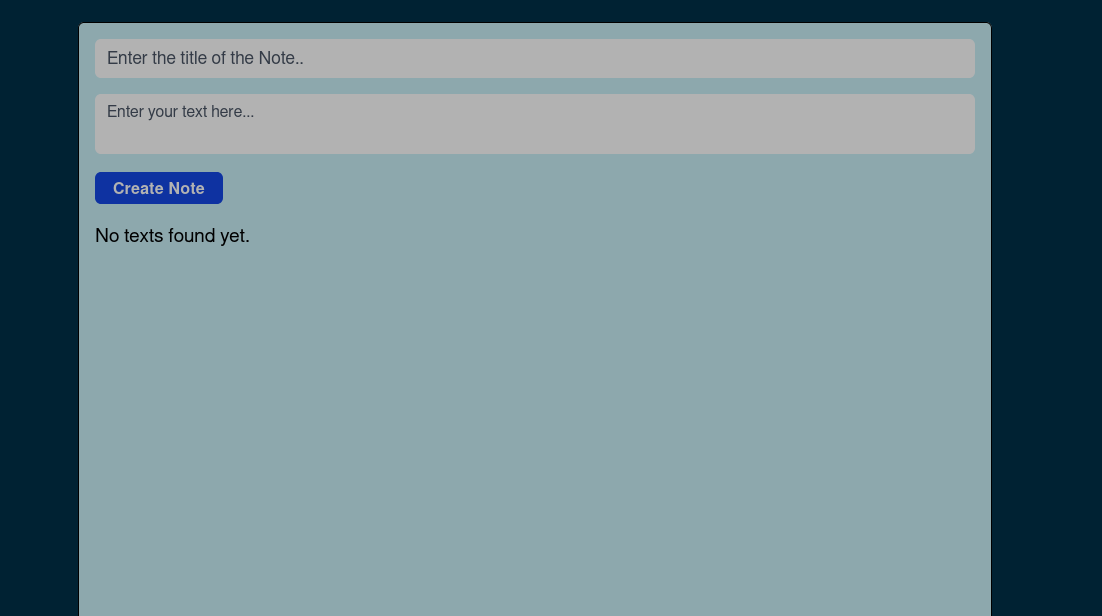 Enter the title of the Note..
Enter your text here...
Create Note
No texts found yet.